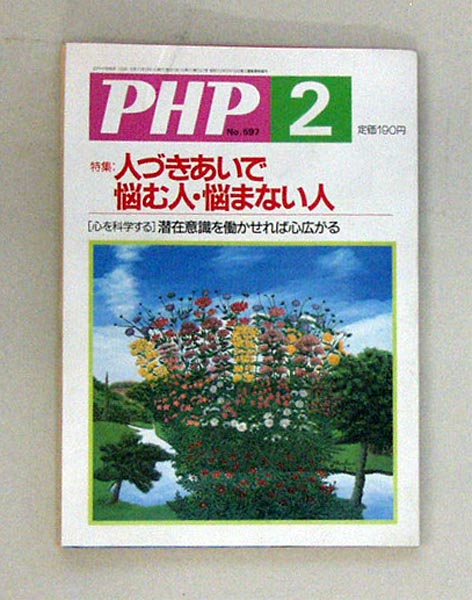 PHP 2
No.597
定価190円
特集:人づきあいで
悩む人・悩まない人
[心を科学する]潜在意識を働かせれば心広がる